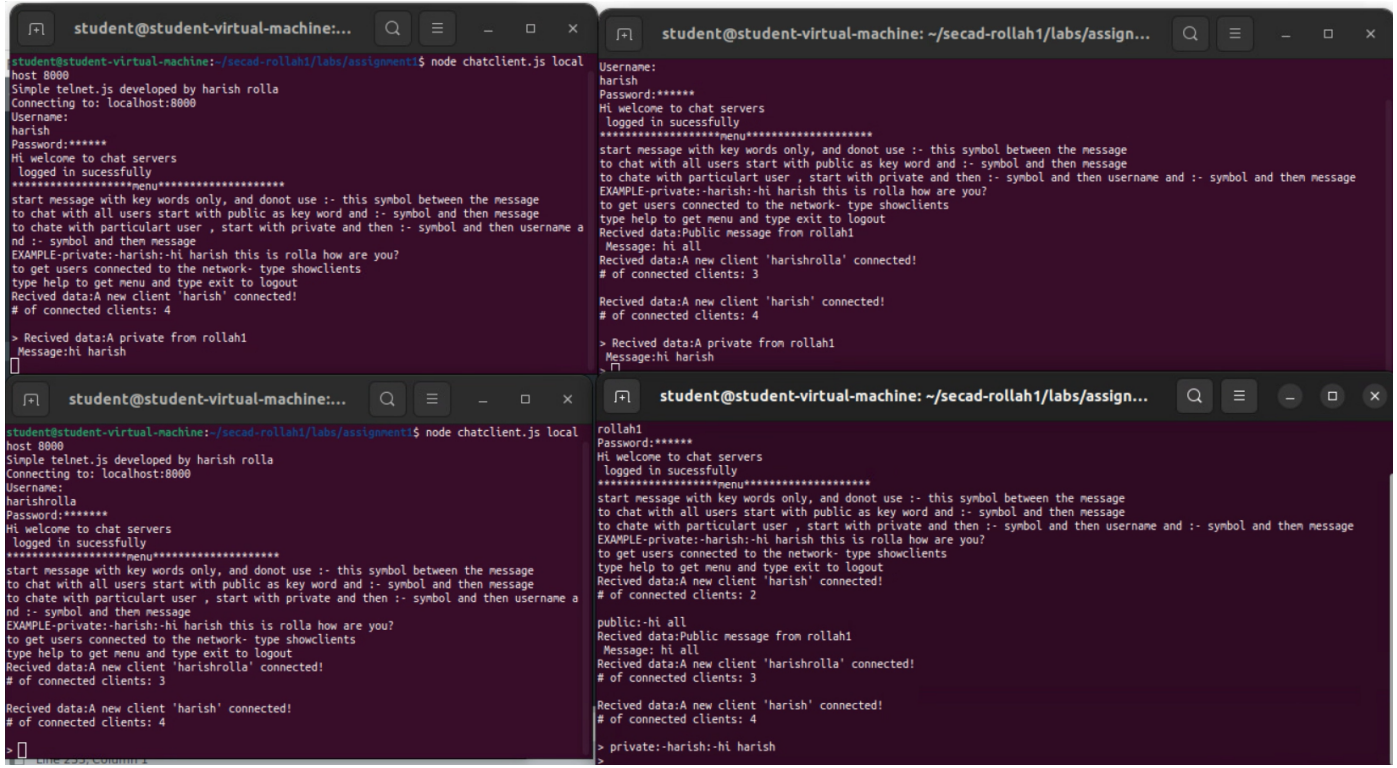 student@student-virtual-machine:...
student@student-virtual-machine:~/secad-rollah1/labs/assignment1$ node chatclient.js local
host 8000
Simple telnet.js developed by harish rolla
Connecting to: localhost:8000
Username:
harish
Password:******
Hi welcome to chat servers
 logged in sucessfully
********************menu*********************
start message with key words only, and donot use :- this symbol between the message
to chat with all users start with public as key word and :- symbol and then message
to chate with particulart user , start with private and then :- symbol and then username a
nd :- symbol and them message
EXAMPLE-private:-harish:-hi harish this is rolla how are you?
to get users connected to the network- type showclients
type help to get menu and type exit to logout
Recived data:A new client 'harish' connected!
# of connected clients: 4
> Recived data:A private from rollah1
 Message:hi harish
student@student-virtual-machine: ~/secad-rollah1/labs/assign...
Username:
harish
Password:******
Hi welcome to chat servers
 logged in sucessfully
********************menu*********************
start message with key words only, and donot use :- this symbol between the message
to chat with all users start with public as key word and :- symbol and then message
to chate with particulart user , start with private and then :- symbol and then username and :- symbol and them message
EXAMPLE-private:-harish:-hi harish this is rolla how are you?
to get users connected to the network- type showclients
type help to get menu and type exit to logout
Recived data:Public message from rollah1
 Message: hi all
Recived data:A new client 'harishrolla' connected!
# of connected clients: 3
Recived data:A new client 'harish' connected!
# of connected clients: 4
> Recived data:A private from rollah1
 Message:hi harish
>
student@student-virtual-machine:...
student@student-virtual-machine:~/secad-rollah1/labs/assignment1$ node chatclient.js local
host 8000
Simple telnet.js developed by harish rolla
Connecting to: localhost:8000
Username:
harishrolla
Password:*******
Hi welcome to chat servers
 logged in sucessfully
********************menu*********************
start message with key words only, and donot use :- this symbol between the message
to chat with all users start with public as key word and :- symbol and then message
to chate with particulart user , start with private and then :- symbol and then username a
nd :- symbol and them message
EXAMPLE-private:-harish:-hi harish this is rolla how are you?
to get users connected to the network- type showclients
type help to get menu and type exit to logout
Recived data:A new client 'harishrolla' connected!
# of connected clients: 3
Recived data:A new client 'harish' connected!
# of connected clients: 4
>
student@student-virtual-machine: ~/secad-rollah1/labs/assign...
rollah1
Password:******
Hi welcome to chat servers
 logged in sucessfully
********************menu*********************
start message with key words only, and donot use :- this symbol between the message
to chat with all users start with public as key word and :- symbol and then message
to chate with particulart user , start with private and then :- symbol and then username and :- symbol and them message
EXAMPLE-private:-harish:-hi harish this is rolla how are you?
to get users connected to the network- type showclients
type help to get menu and type exit to logout
Recived data:A new client 'harish' connected!
# of connected clients: 2
public:-hi all
Recived data:Public message from rollah1
 Message: hi all
Recived data:A new client 'harishrolla' connected!
# of connected clients: 3
Recived data:A new client 'harish' connected!
# of connected clients: 4
> private:-harish:-hi harish
>